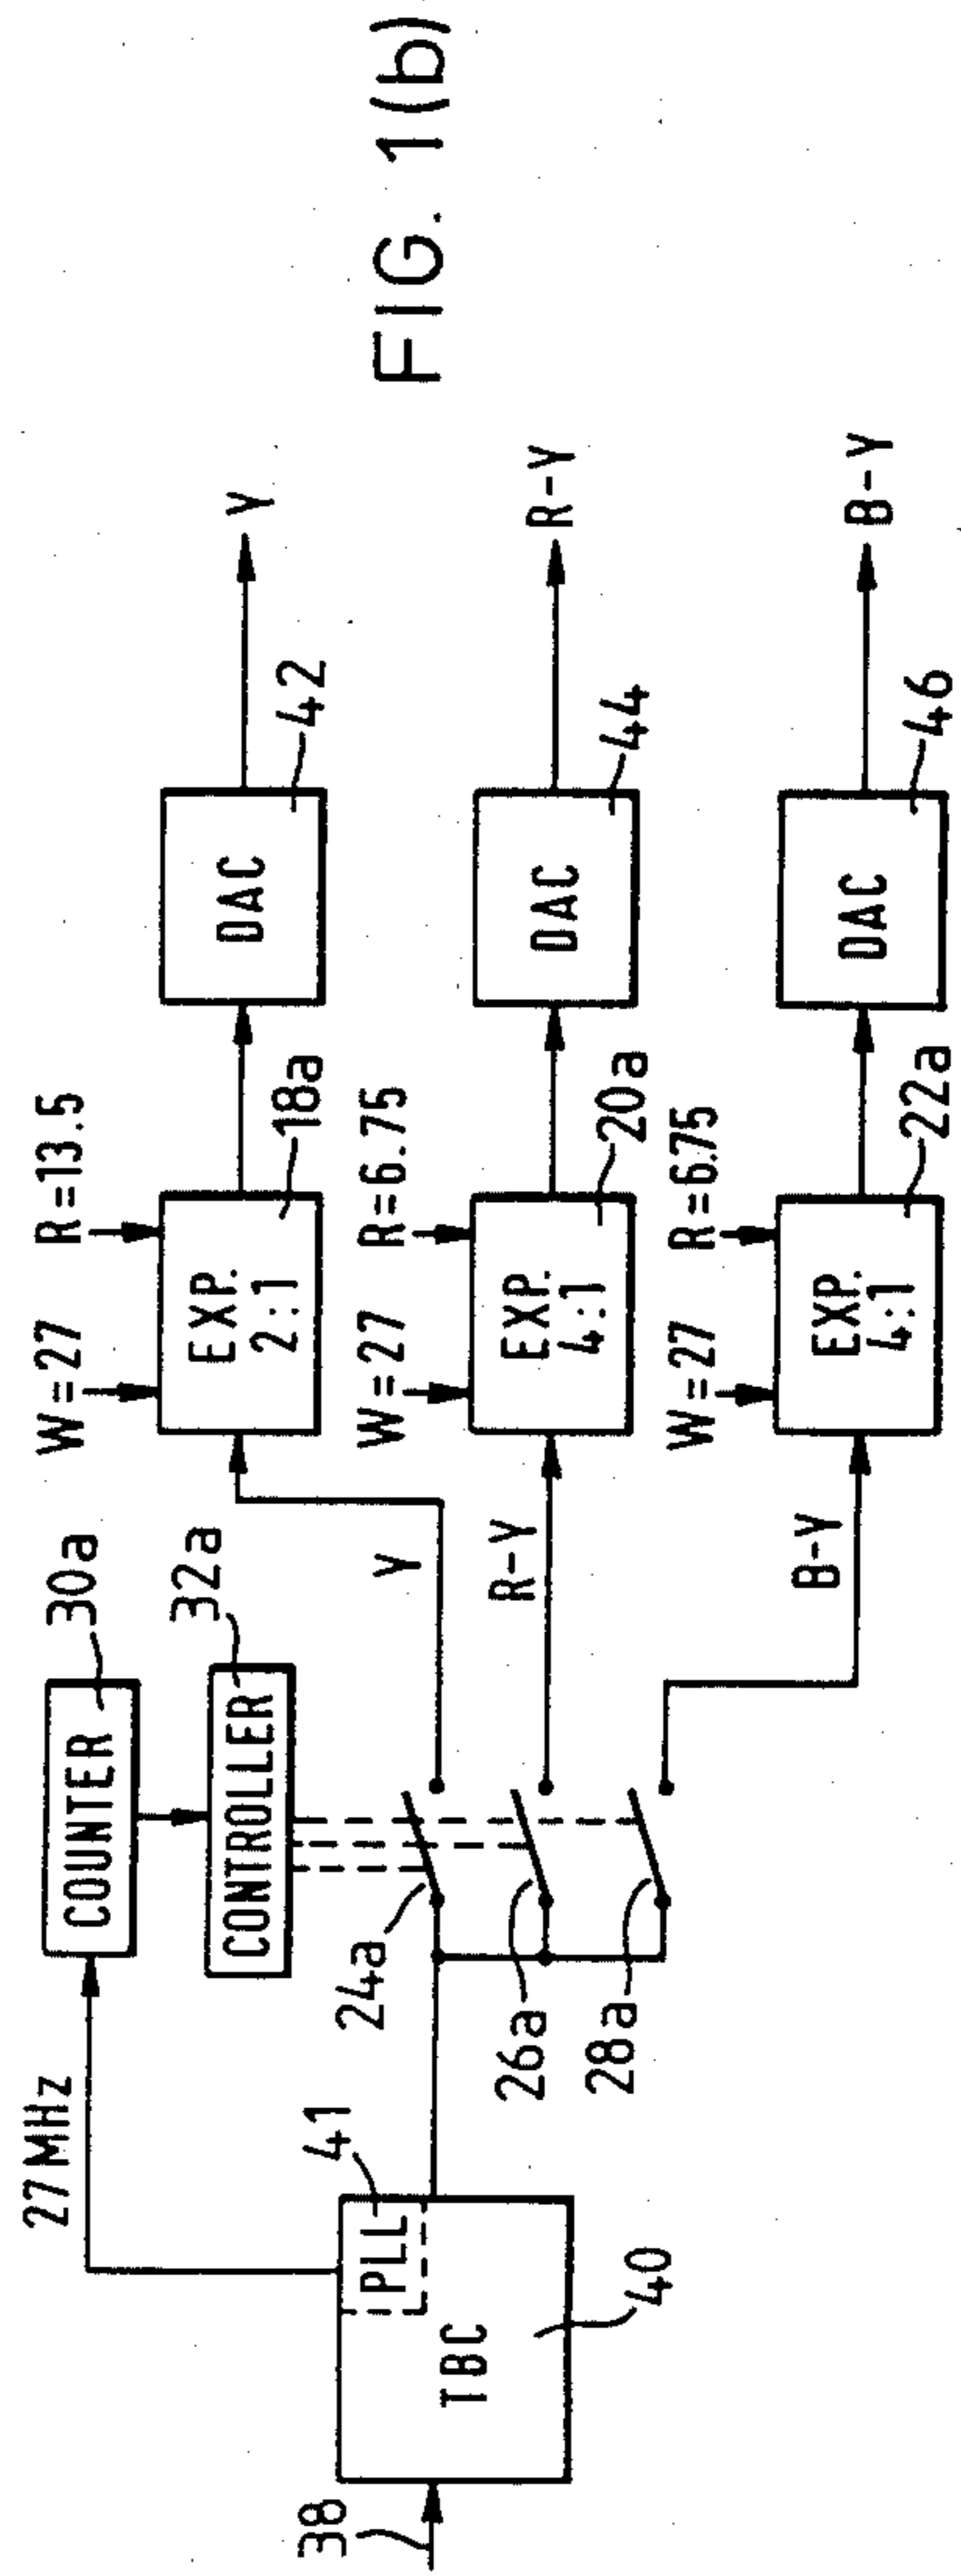 FIG. 1(b)
27 MHz
COUNTER
30a
CONTROLLER
32a
38
TBC
40
PLL
41
24a
26a
28a
Y
R-Y
B-Y
W = 27
R = 13.5
EXP.
2:1
18a
DAC
42
Y
W = 27
R = 6.75
EXP.
4:1
20a
DAC
44
R-Y
W = 27
R = 6.75
EXP.
4:1
22a
DAC
46
B-Y